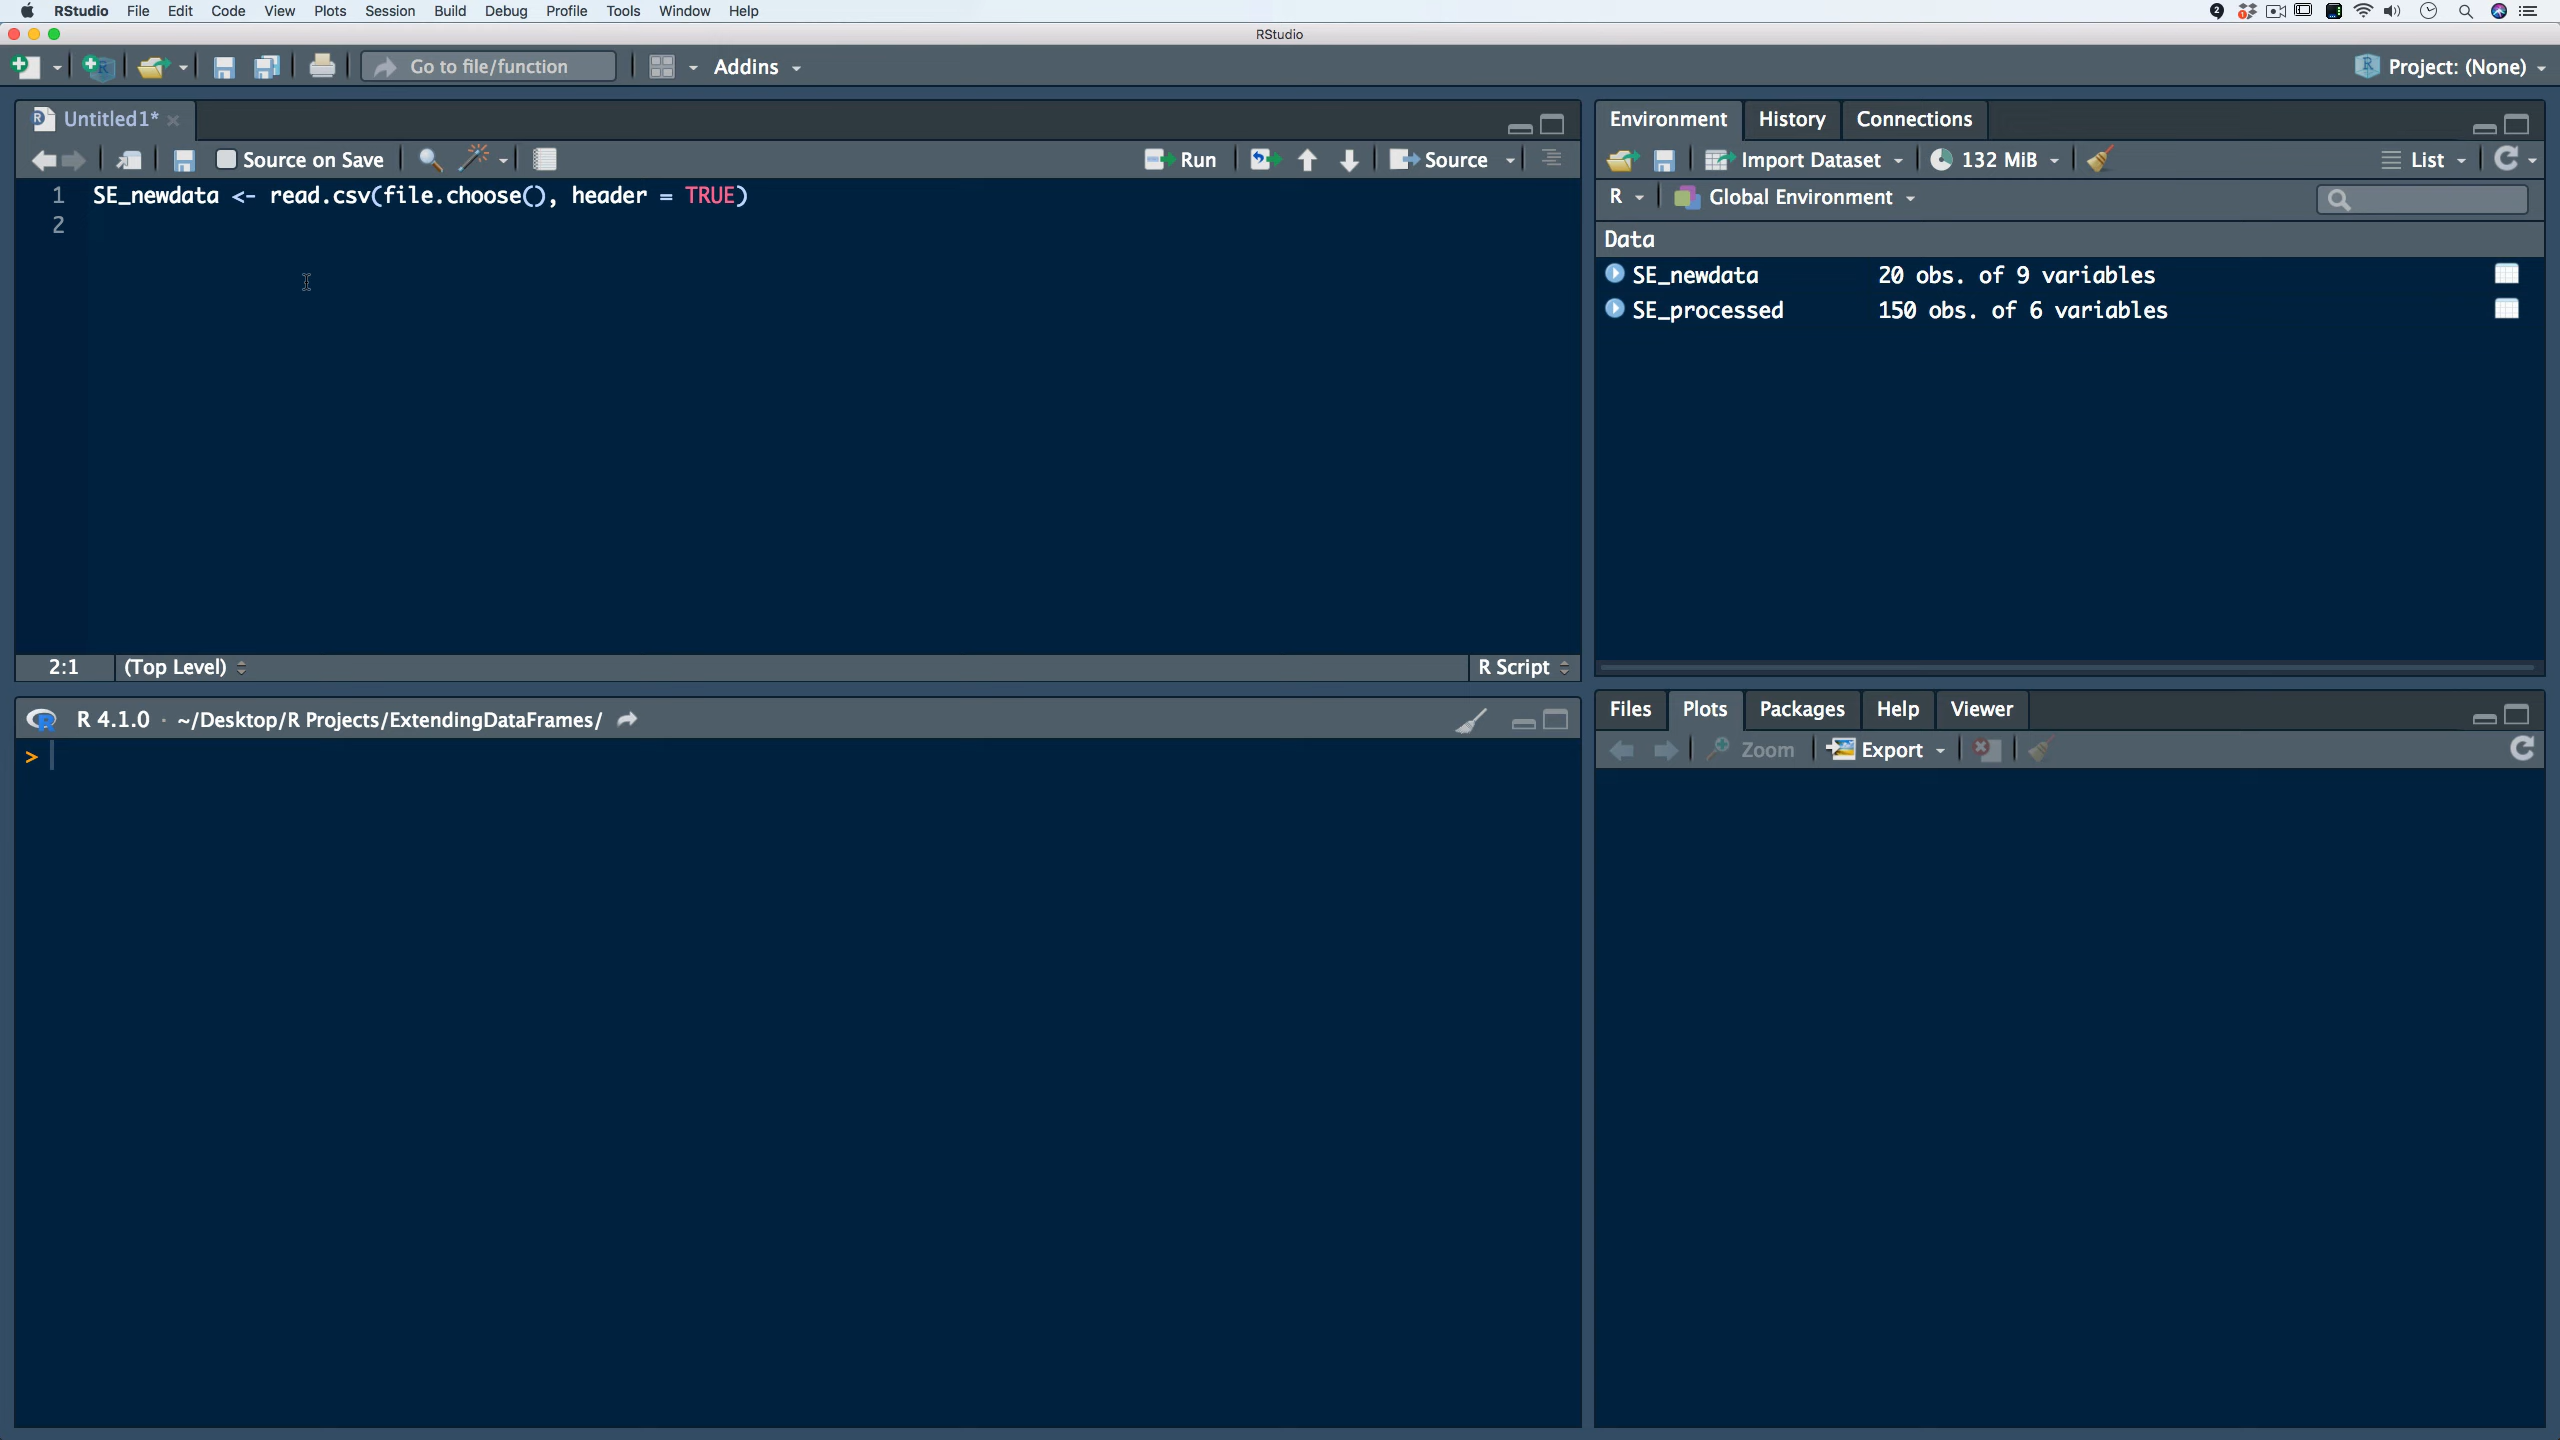 RStudio File Edit Code View Plots Session Build Debug Profile Tools Window Help
RStudio
Go to file/function Addins Project: (None)
Untitled1*
Source on Save Run Source
1 SE_newdata <- read.csv(file.choose(), header = TRUE)
2
2:1 (Top Level) R Script
R 4.1.0 · ~/Desktop/R Projects/ExtendingDataFrames/
>
Environment History Connections
Import Dataset 132 MiB List
R Global Environment
Data
SE_newdata 20 obs. of 9 variables
SE_processed 150 obs. of 6 variables
Files Plots Packages Help Viewer
Zoom Export